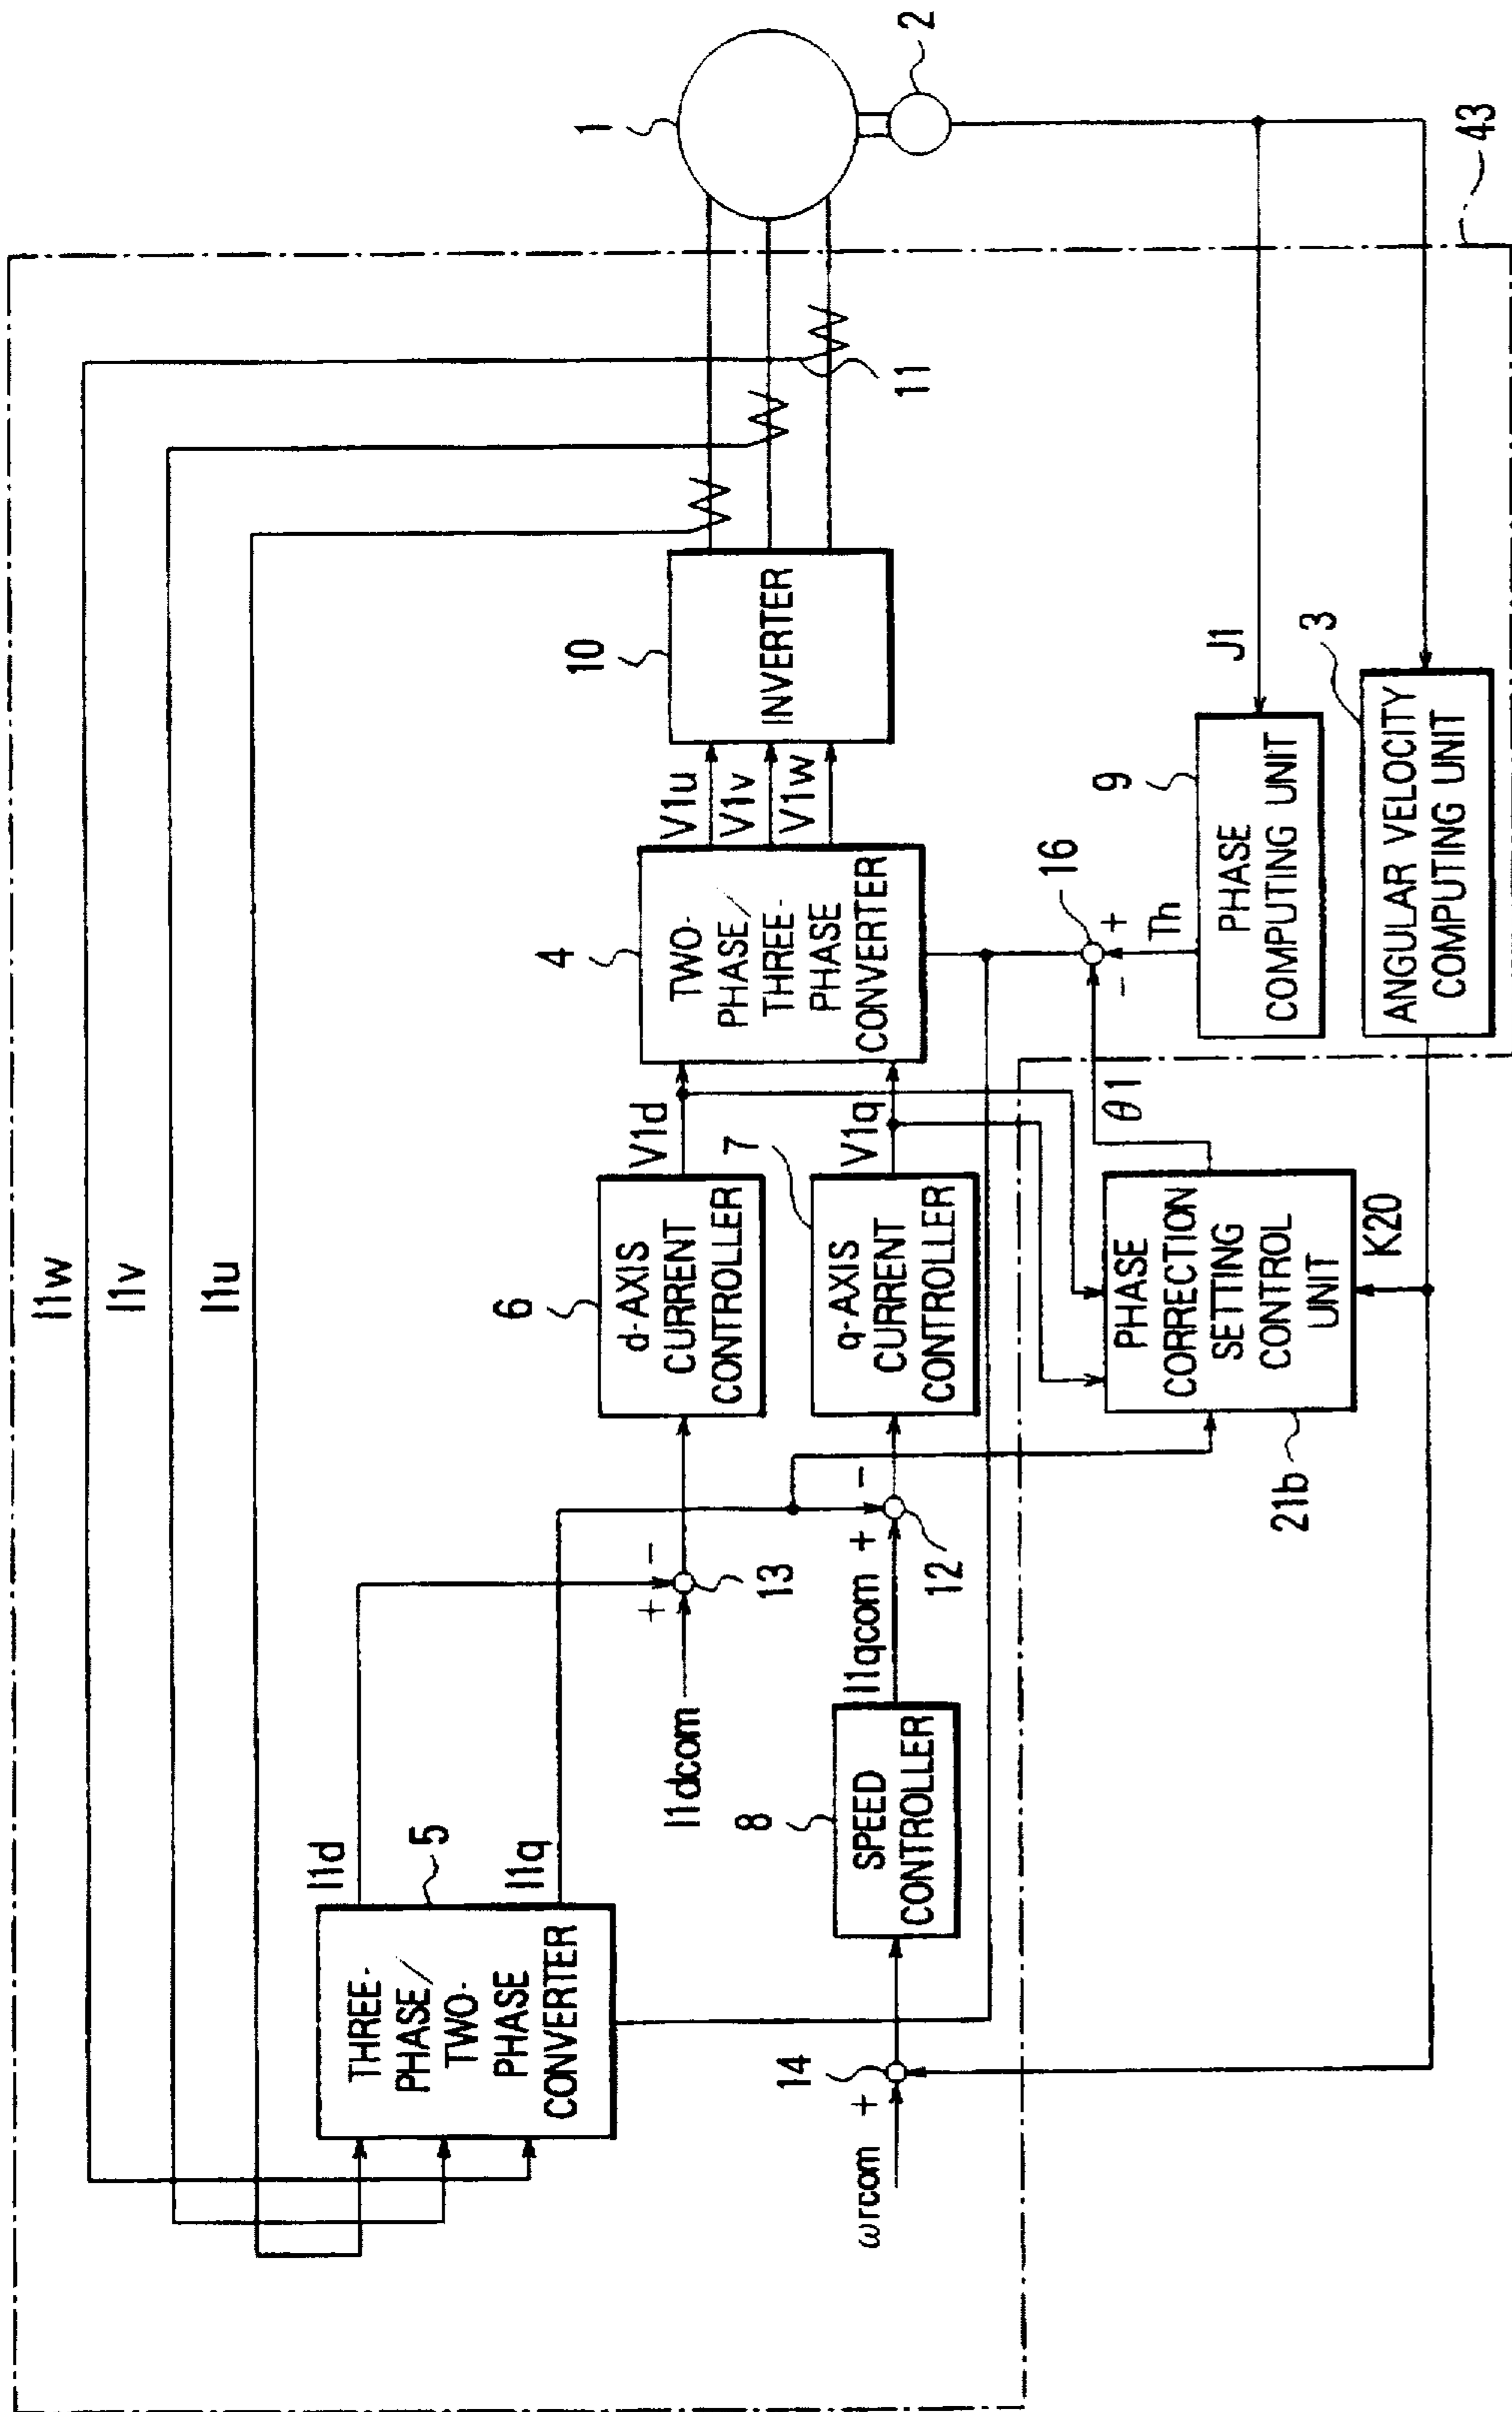 I1w
I1v
I1u
I1d
5
I1q
THREE-
PHASE/
TWO-
PHASE
CONVERTER
I1dcom
+
-
13
6
d-AXIS
CURRENT
CONTROLLER
V1d
4
TWO-
PHASE/
THREE-
PHASE
CONVERTER
V1u
V1v
V1w
10
INVERTER
11
1
2
43
ωrcom
+
14
8
SPEED
CONTROLLER
I1qcom
+
-
12
7
q-AXIS
CURRENT
CONTROLLER
V1q
21b
PHASE
CORRECTION
SETTING
CONTROL
UNIT
K20
θ1
16
-
+
Th
9
PHASE
COMPUTING UNIT
J1
3
ANGULAR VELOCITY
COMPUTING UNIT